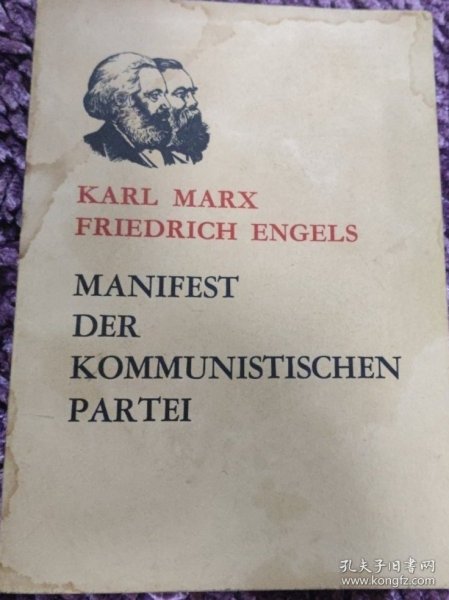 KARL MARX
FRIEDRICH ENGELS
MANIFEST
DER
KOMMUNISTISCHEN
PARTEI
孔夫子旧书网
www.kongfz.com